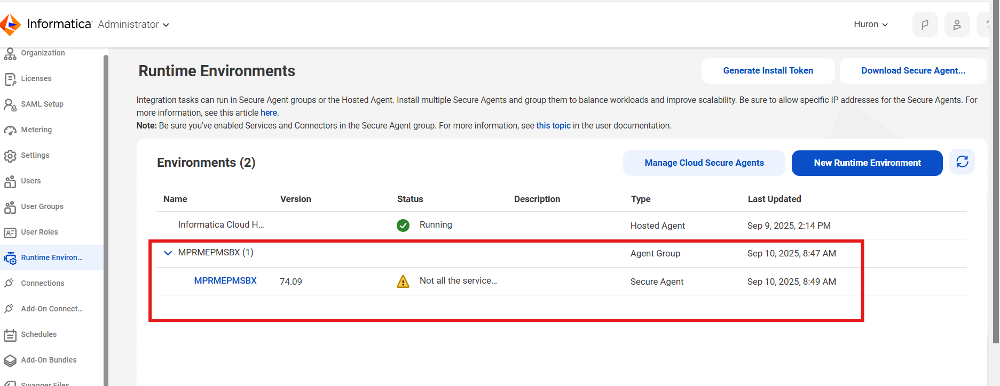 Informatica Administrator
Huron
Organization
Licenses
SAML Setup
Metering
Settings
Users
User Groups
User Roles
Runtime Environ...
Connections
Add-On Connect...
Schedules
Add-On Bundles
Swagger Files
Runtime Environments
Generate Install Token
Download Secure Agent...
Integration tasks can run in Secure Agent groups or the Hosted Agent. Install multiple Secure Agents and group them to balance workloads and improve scalability. Be sure to allow specific IP addresses for the Secure Agents. For
more information, see this article here.
Note: Be sure you've enabled Services and Connectors in the Secure Agent group. For more information, see this topic in the user documentation.
Environments (2)
Manage Cloud Secure Agents
New Runtime Environment
Name Version Status Description Type Last Updated
Informatica Cloud H... Running Hosted Agent Sep 9, 2025, 2:14 PM
MPRMEPMSBX (1) Agent Group Sep 10, 2025, 8:47 AM
MPRMEPMSBX 74.09 Not all the service... Secure Agent Sep 10, 2025, 8:49 AM